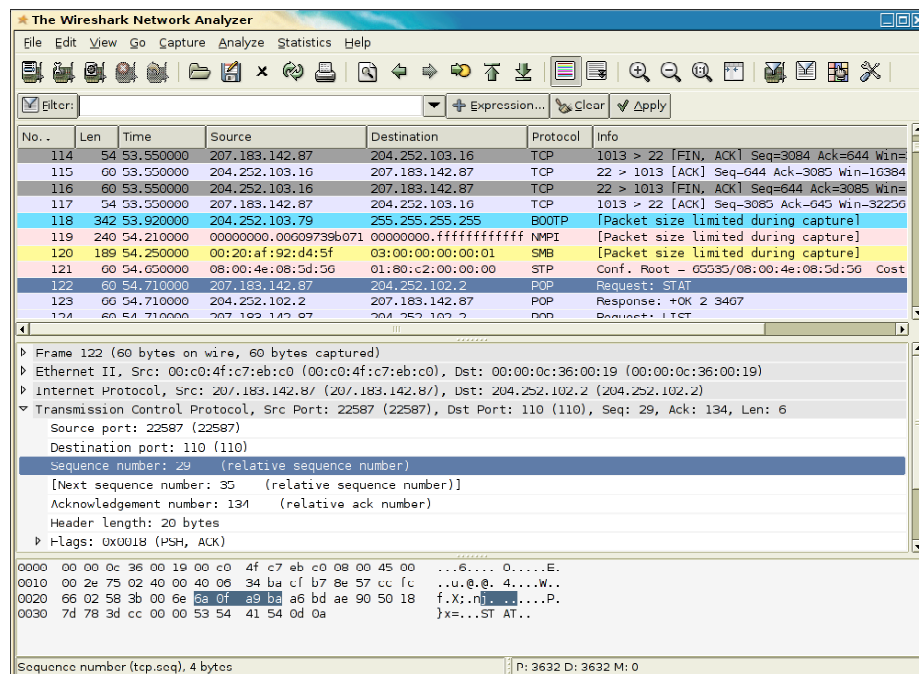 The Wireshark Network Analyzer
File Edit View Go Capture Analyze Statistics Help
Filter: Expression... Clear Apply
No. . Len Time Source Destination Protocol Info
114 54 53.550000 207.183.142.87 204.252.103.16 TCP 1013 > 22 [FIN, ACK] Seq=3084 Ack=644 Win=
115 60 53.550000 204.252.103.16 207.183.142.87 TCP 22 > 1013 [ACK] Seq=644 Ack=3085 Win=16384
116 60 53.550000 204.252.103.16 207.183.142.87 TCP 22 > 1013 [FIN, ACK] Seq=644 Ack=3085 Win=
117 54 53.550000 207.183.142.87 204.252.103.16 TCP 1013 > 22 [ACK] Seq=3085 Ack=645 Win=32256
118 342 53.920000 204.252.103.79 255.255.255.255 BOOTP [Packet size limited during capture]
119 240 54.210000 00000000.00609739b071 00000000.ffffffffffff NMPI [Packet size limited during capture]
120 189 54.250000 00:20:af:92:d4:5f 03:00:00:00:00:01 SMB [Packet size limited during capture]
121 60 54.650000 08:00:4e:08:5d:56 01:80:c2:00:00:00 STP Conf. Root = 65535/08:00:4e:08:5d:56 Cost
122 60 54.710000 207.183.142.87 204.252.102.2 POP Request: STAT
123 66 54.710000 204.252.102.2 207.183.142.87 POP Response: +OK 2 3467
124 60 54.710000 207.183.142.87 204.252.102.2 POP Request: LIST
Frame 122 (60 bytes on wire, 60 bytes captured)
Ethernet II, Src: 00:c0:4f:c7:eb:c0 (00:c0:4f:c7:eb:c0), Dst: 00:00:0c:36:00:19 (00:00:0c:36:00:19)
Internet Protocol, Src: 207.183.142.87 (207.183.142.87), Dst: 204.252.102.2 (204.252.102.2)
Transmission Control Protocol, Src Port: 22587 (22587), Dst Port: 110 (110), Seq: 29, Ack: 134, Len: 6
Source port: 22587 (22587)
Destination port: 110 (110)
Sequence number: 29 (relative sequence number)
[Next sequence number: 35 (relative sequence number)]
Acknowledgement number: 134 (relative ack number)
Header length: 20 bytes
Flags: 0x0018 (PSH, ACK)
0000 00 00 0c 36 00 19 00 c0 4f c7 eb c0 08 00 45 00 ...6.... O.....E.
0010 00 2e 75 02 40 00 40 06 34 ba cf b7 8e 57 cc fc ..u.@.@. 4....W..
0020 66 02 58 3b 00 6e 6a 0f a9 ba a6 bd ae 90 50 18 f.X;.nj. ......P.
0030 7d 78 3d cc 00 00 53 54 41 54 0d 0a }x=...ST AT..
Sequence number (tcp.seq), 4 bytes P: 3632 D: 3632 M: 0